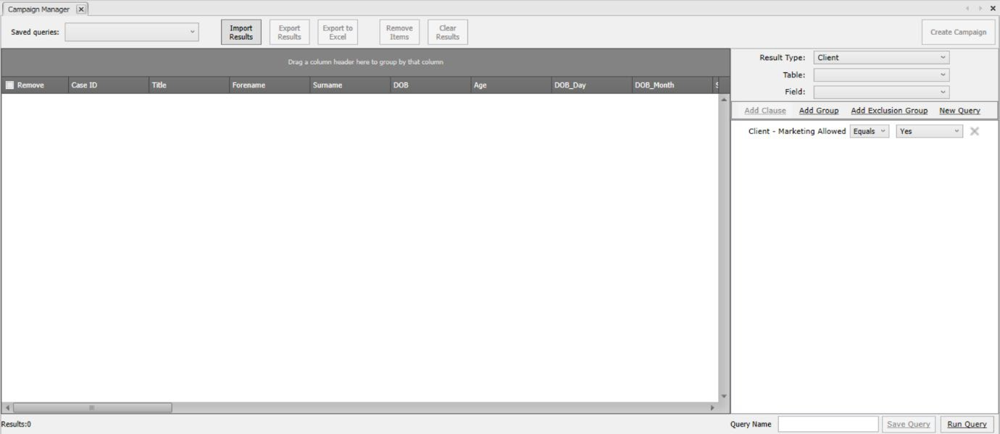 Campaign Manager
Saved queries:
Import Results
Export Results
Export to Excel
Remove Items
Clear Results
Create Campaign
Drag a column header here to group by that column
Remove Case ID Title Forename Surname DOB Age DOB_Day DOB_Month
Result Type: Client
Table:
Field:
Add Clause Add Group Add Exclusion Group New Query
Client - Marketing Allowed Equals Yes
Results:0
Query Name Save Query Run Query